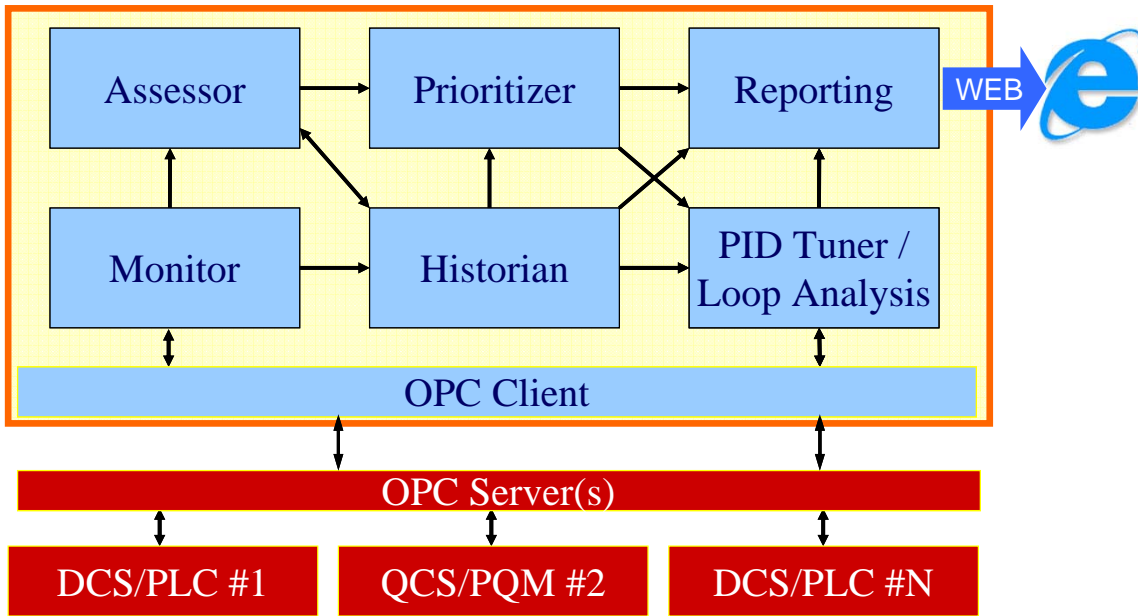 Assessor
Prioritizer
Reporting
WEB
Monitor
Historian
PID Tuner /
Loop Analysis
OPC Client
OPC Server(s)
DCS/PLC #1
QCS/PQM #2
DCS/PLC #N